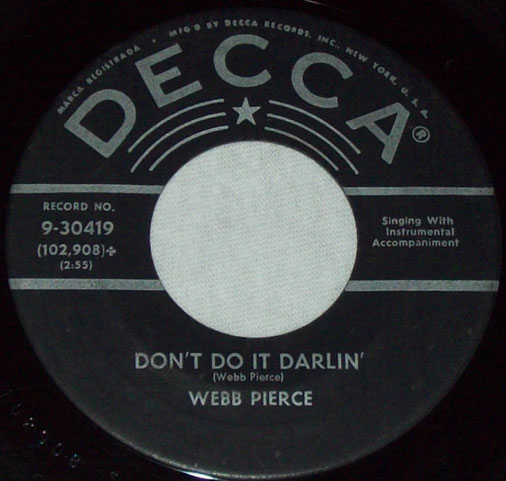 MARCA REGISTRADA • MFG'D BY DECCA RECORDS, INC., NEW YORK, U. S. A.
DECCA®
RECORD NO.
9-30419
(102,908)✤
(2:55)
Singing With
Instrumental
Accompaniment
DON'T DO IT DARLIN'
(Webb Pierce)
WEBB PIERCE